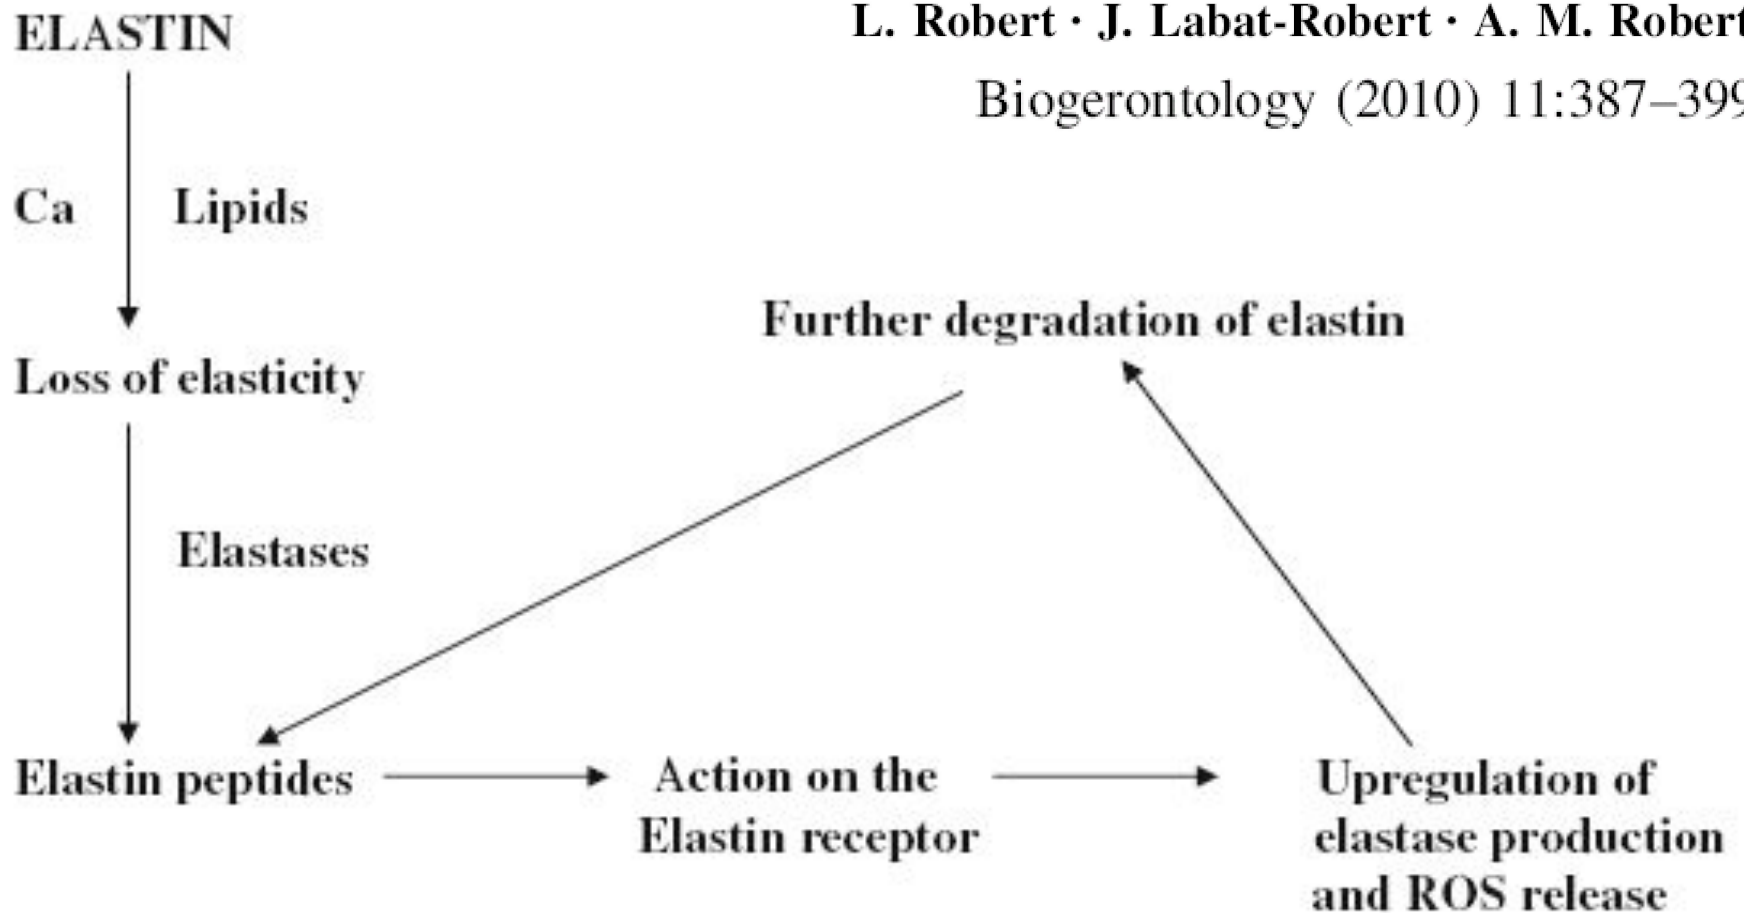 ELASTIN
L. Robert · J. Labat-Robert · A. M. Robert
Biogerontology (2010) 11:387–399
Ca
Lipids
Further degradation of elastin
Loss of elasticity
Elastases
Elastin peptides
Action on the
Elastin receptor
Upregulation of
elastase production
and ROS release